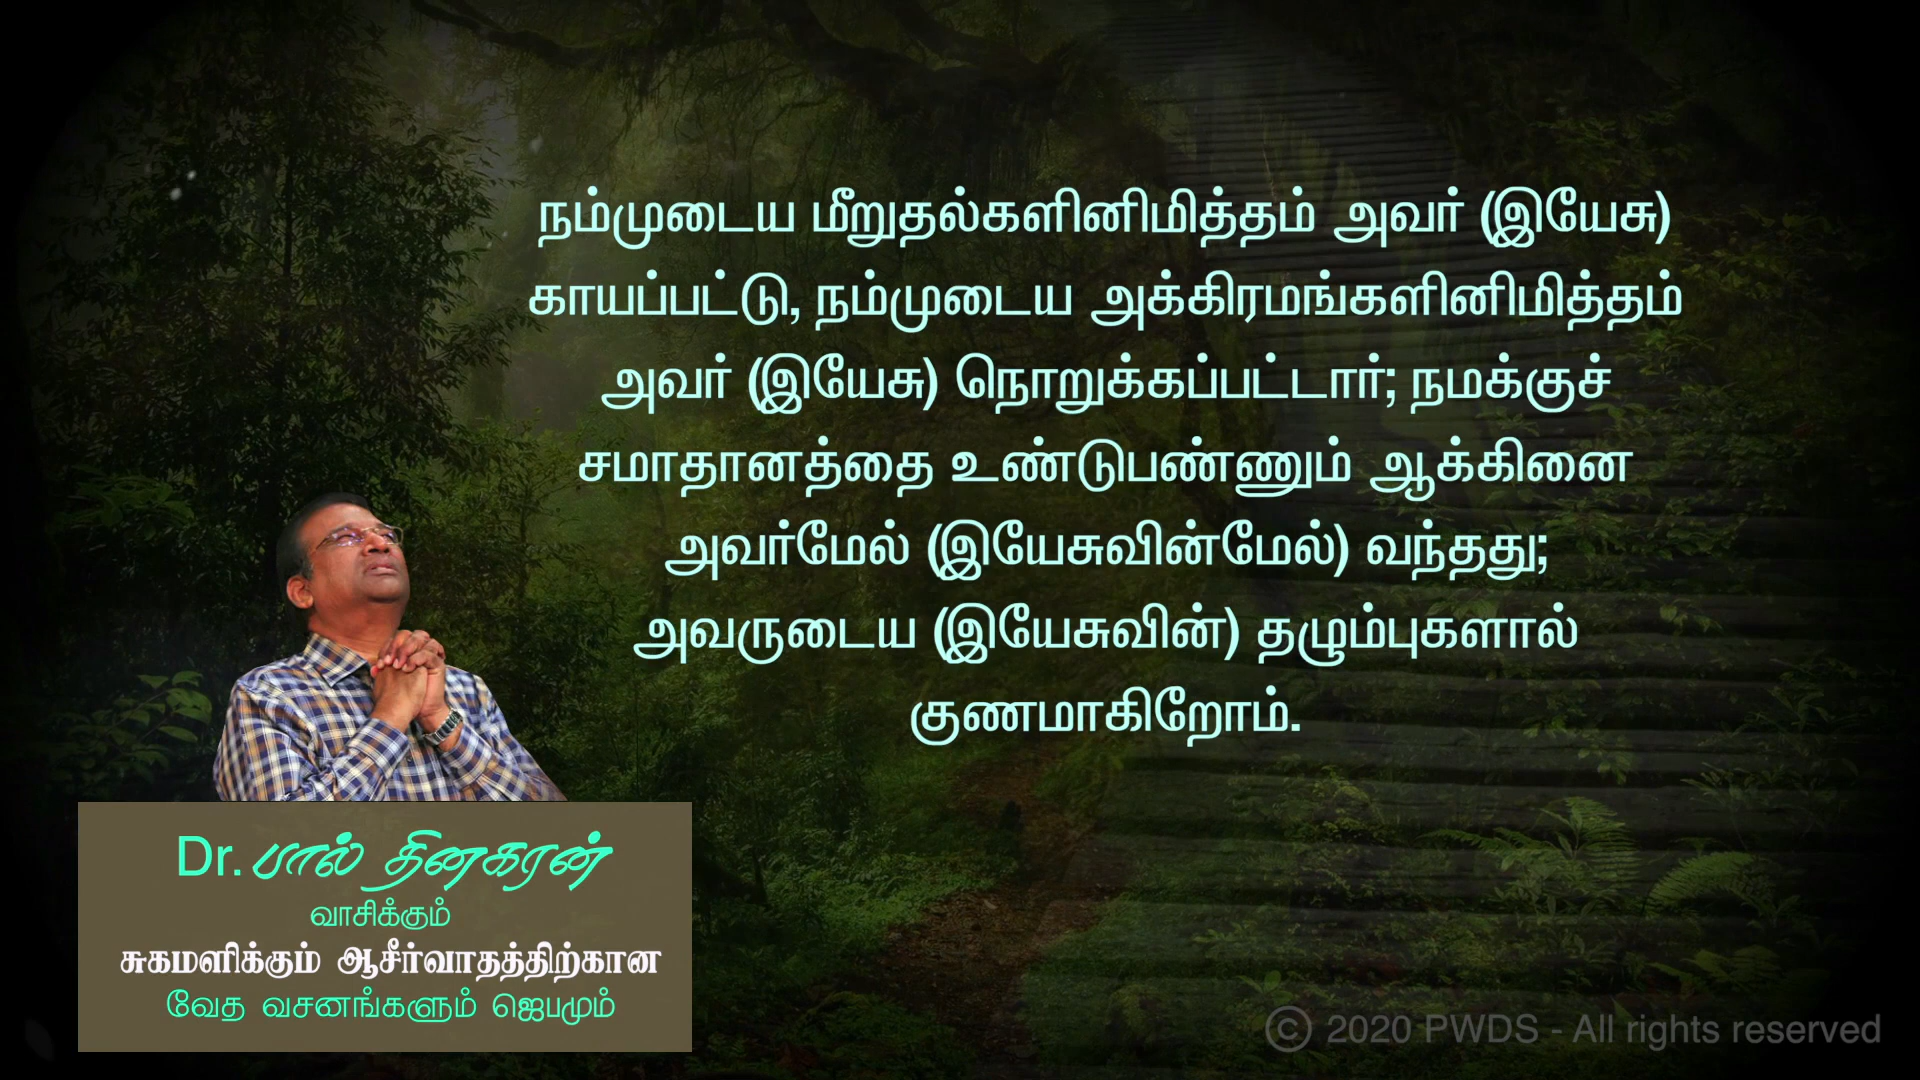 நம்முடைய மீறுதல்களினிமித்தம் அவர் (இயேசு)
காயப்பட்டு, நம்முடைய அக்கிரமங்களினிமித்தம்
அவர் (இயேசு) நொறுக்கப்பட்டார்; நமக்குச்
சமாதானத்தை உண்டுபண்ணும் ஆக்கினை
அவர்மேல் (இயேசுவின்மேல்) வந்தது;
அவருடைய (இயேசுவின்) தழும்புகளால்
குணமாகிறோம்.
Dr. பால் தினகரன்
வாசிக்கும்
சுகமளிக்கும் ஆசீர்வாதத்திற்கான
வேத வசனங்களும் ஜெபமும்
© 2020 PWDS - All rights reserved